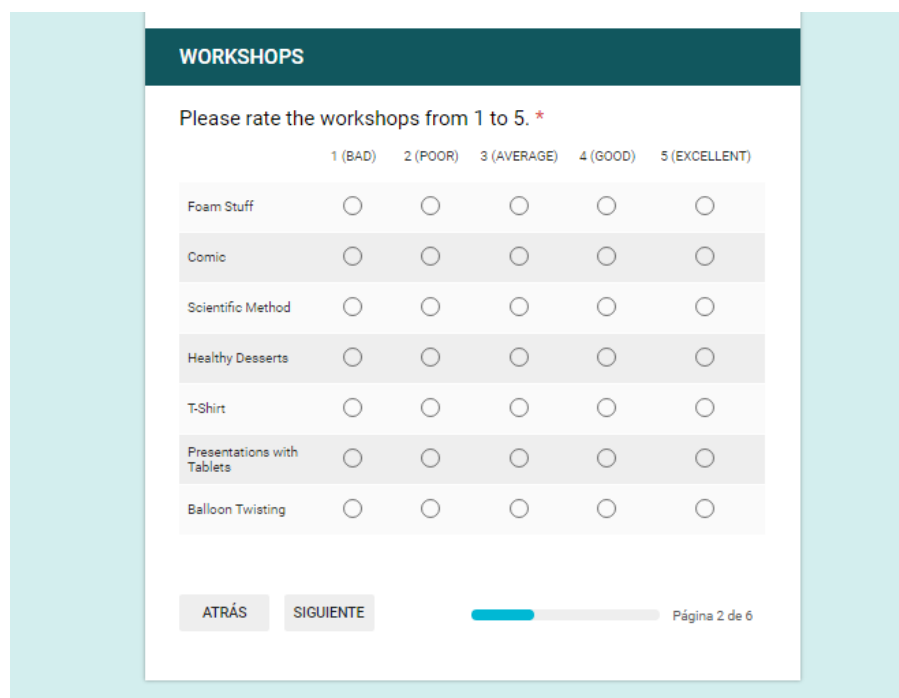 WORKSHOPS
Please rate the workshops from 1 to 5. *
1 (BAD) 2 (POOR) 3 (AVERAGE) 4 (GOOD) 5 (EXCELLENT)
Foam Stuff
Comic
Scientific Method
Healthy Desserts
T-Shirt
Presentations with
Tablets
Balloon Twisting
ATRÁS SIGUIENTE Página 2 de 6